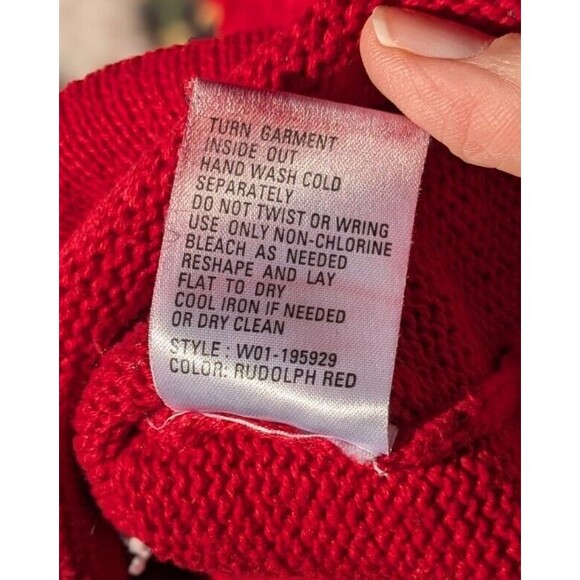 TURN GARMENT
INSIDE OUT
HAND WASH COLD
SEPARATELY
DO NOT TWIST OR WRING
USE ONLY NON-CHLORINE
BLEACH AS NEEDED
RESHAPE AND LAY
FLAT TO DRY
COOL IRON IF NEEDED
OR DRY CLEAN
STYLE : W01-195929
COLOR: RUDOLPH RED